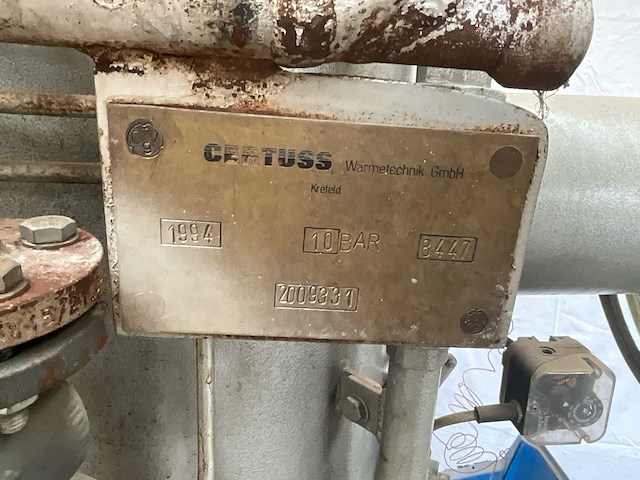 CERTUSS Wärmetechnik GmbH
Krefeld
1994 10 BAR 8447
2009331